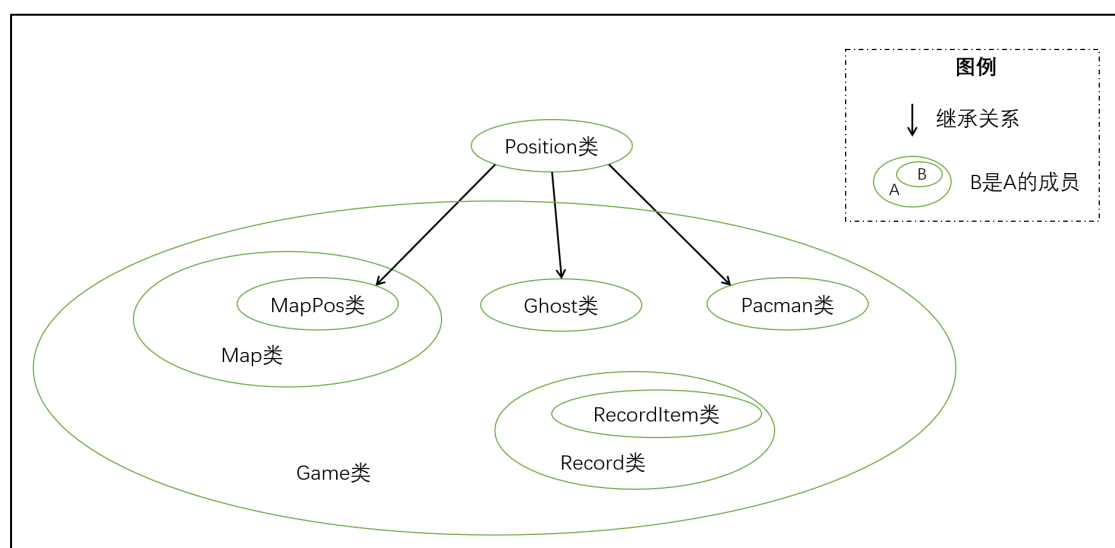 图例
继承关系
B
A
B是A的成员
Position类
MapPos类
Ghost类
Pacman类
Map类
RecordItem类
Record类
Game类